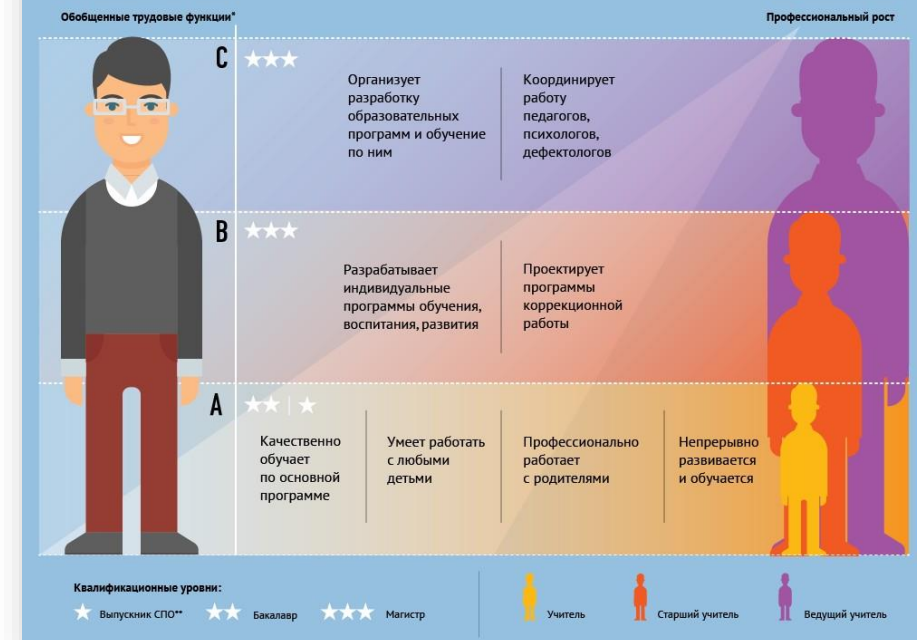 Обобщенные трудовые функции*
Профессиональный рост
C
Организует
разработку
образовательных
программ и обучение
по ним
Координирует
работу
педагогов,
психологов,
дефектологов
B
Разрабатывает
индивидуальные
программы обучения,
воспитания, развития
Проектирует
программы
коррекционной
работы
A
Качественно
обучает
по основной
программе
Умеет работать
с любыми
детьми
Профессионально
работает
с родителями
Непрерывно
развивается
и обучается
Квалификационные уровни:
Выпускник СПО**
Бакалавр
Магистр
Учитель
Старший учитель
Ведущий учитель